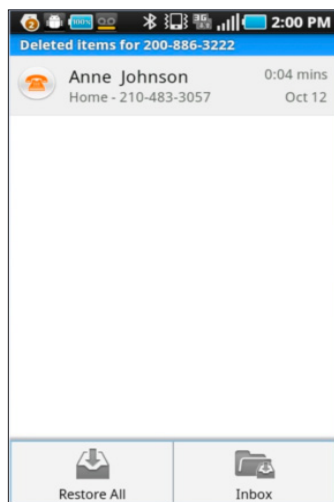 2:00 PM
Deleted items for 200-886-3222
Anne Johnson 0:04 mins
Home - 210-483-3057 Oct 12
Restore All Inbox